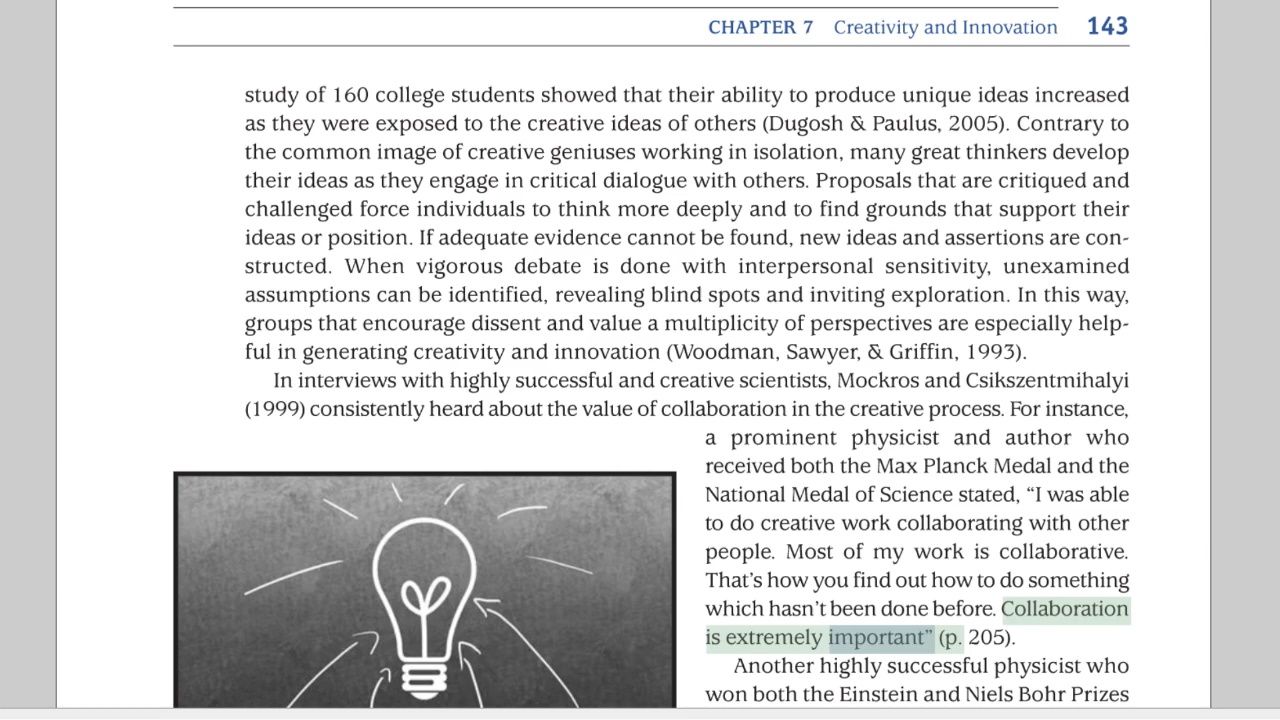 CHAPTER 7 Creativity and Innovation 143
study of 160 college students showed that their ability to produce unique ideas increased
as they were exposed to the creative ideas of others (Dugosh & Paulus, 2005). Contrary to
the common image of creative geniuses working in isolation, many great thinkers develop
their ideas as they engage in critical dialogue with others. Proposals that are critiqued and
challenged force individuals to think more deeply and to find grounds that support their
ideas or position. If adequate evidence cannot be found, new ideas and assertions are con-
structed. When vigorous debate is done with interpersonal sensitivity, unexamined
assumptions can be identified, revealing blind spots and inviting exploration. In this way,
groups that encourage dissent and value a multiplicity of perspectives are especially help-
ful in generating creativity and innovation (Woodman, Sawyer, & Griffin, 1993).
In interviews with highly successful and creative scientists, Mockros and Csikszentmihalyi
(1999) consistently heard about the value of collaboration in the creative process. For instance,
a prominent physicist and author who
received both the Max Planck Medal and the
National Medal of Science stated, “I was able
to do creative work collaborating with other
people. Most of my work is collaborative.
That’s how you find out how to do something
which hasn’t been done before. Collaboration
is extremely important” (p. 205).
Another highly successful physicist who
won both the Einstein and Niels Bohr Prizes